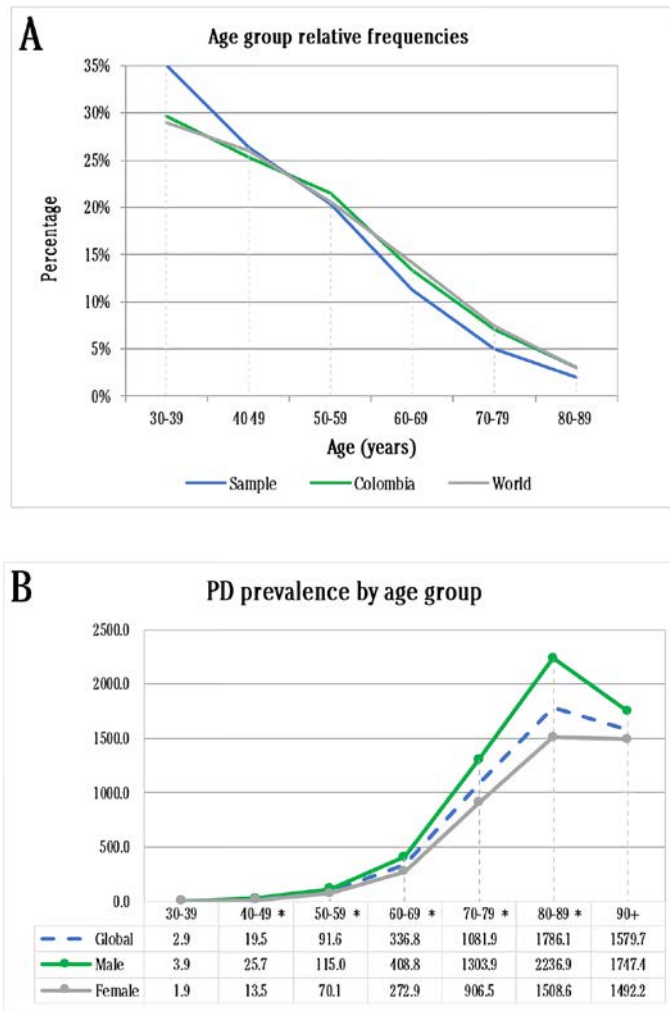 A
Age group relative frequencies
35%
30%
25%
20%
15%
10%
5%
0%
Percentage
30-39 40 49 50-59 60-69 70-79 80-89
Age (years)
Sample Colombia World
B
PD prevalence by age group
2500.0
2000.0
1500.0
1000.0
500.0
0.0
30-39 40-49 * 50-59 * 60-69 * 70-79 * 80-89 * 90+
Global 2.9 19.5 91.6 336.8 1081.9 1786.1 1579.7
Male 3.9 25.7 115.0 408.8 1303.9 2236.9 1747.4
Female 1.9 13.5 70.1 272.9 906.5 1508.6 1492.2